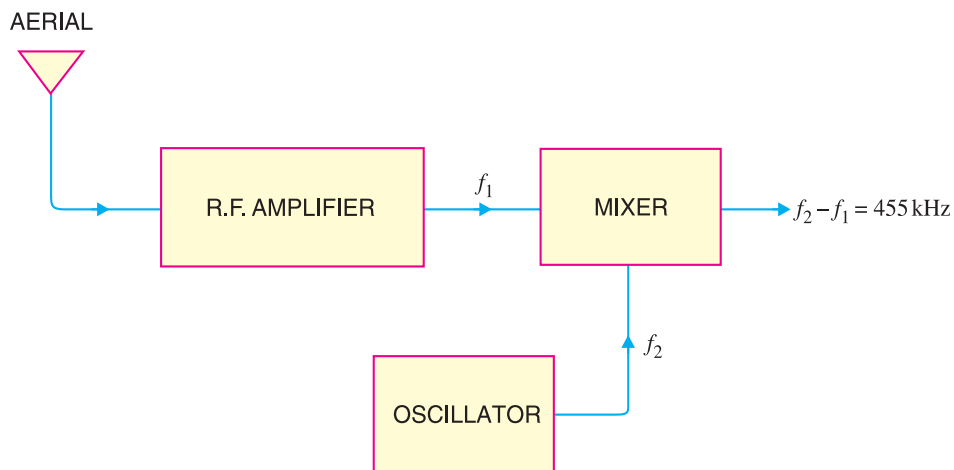 AERIAL
R.F. AMPLIFIER
f₁
MIXER
f₂ – f₁ = 455 kHz
f₂
OSCILLATOR